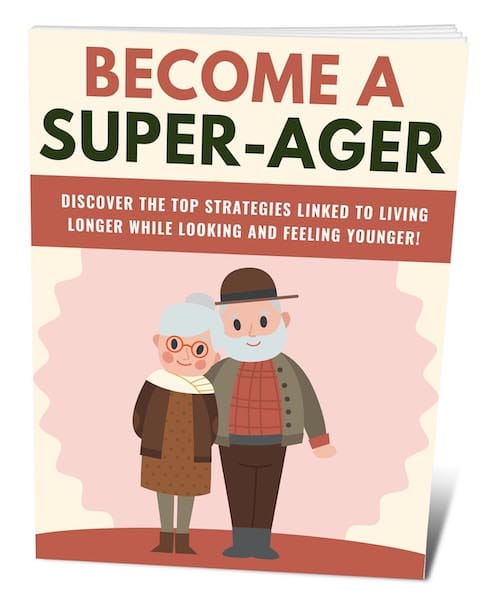 BECOME A
SUPER-AGER
DISCOVER THE TOP STRATEGIES LINKED TO LIVING
LONGER WHILE LOOKING AND FEELING YOUNGER!